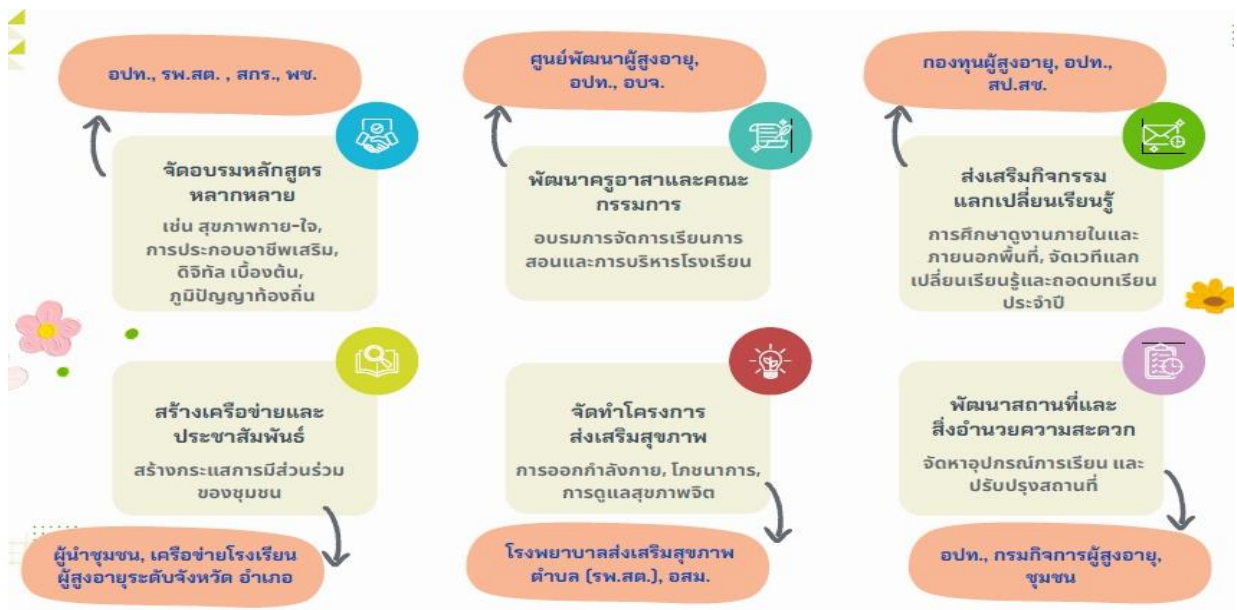 อปท., รพ.สต. , สกร., พช.
จัดอบรมหลักสูตร
หลากหลาย
เช่น สุขภาพกาย-ใจ,
การประกอบอาชีพเสริม,
ดิจิทัล เบื้องต้น,
ภูมิปัญญาท้องถิ่น
ศูนย์พัฒนาผู้สูงอายุ,
อปท., อบจ.
พัฒนาครูอาสาและคณะ
กรรมการ
อบรมการจัดการเรียนการ
สอนและการบริหารโรงเรียน
กองทุนผู้สูงอายุ, อปท.,
สป.สช.
ส่งเสริมกิจกรรม
แลกเปลี่ยนเรียนรู้
การศึกษาดูงานภายในและ
ภายนอกพื้นที่, จัดเวทีแลก
เปลี่ยนเรียนรู้และถอดบทเรียน
ประจำปี
สร้างเครือข่ายและ
ประชาสัมพันธ์
สร้างกระแสการมีส่วนร่วม
ของชุมชน
ผู้นำชุมชน, เครือข่ายโรงเรียน
ผู้สูงอายุระดับจังหวัด อำเภอ
จัดทำโครงการ
ส่งเสริมสุขภาพ
การออกกำลังกาย, โภชนาการ,
การดูแลสุขภาพจิต
โรงพยาบาลส่งเสริมสุขภาพ
ตำบล (รพ.สต.), อสม.
พัฒนาสถานที่และ
สิ่งอำนวยความสะดวก
จัดหาอุปกรณ์การเรียน และ
ปรับปรุงสถานที่
อปท., กรมกิจการผู้สูงอายุ,
ชุมชน